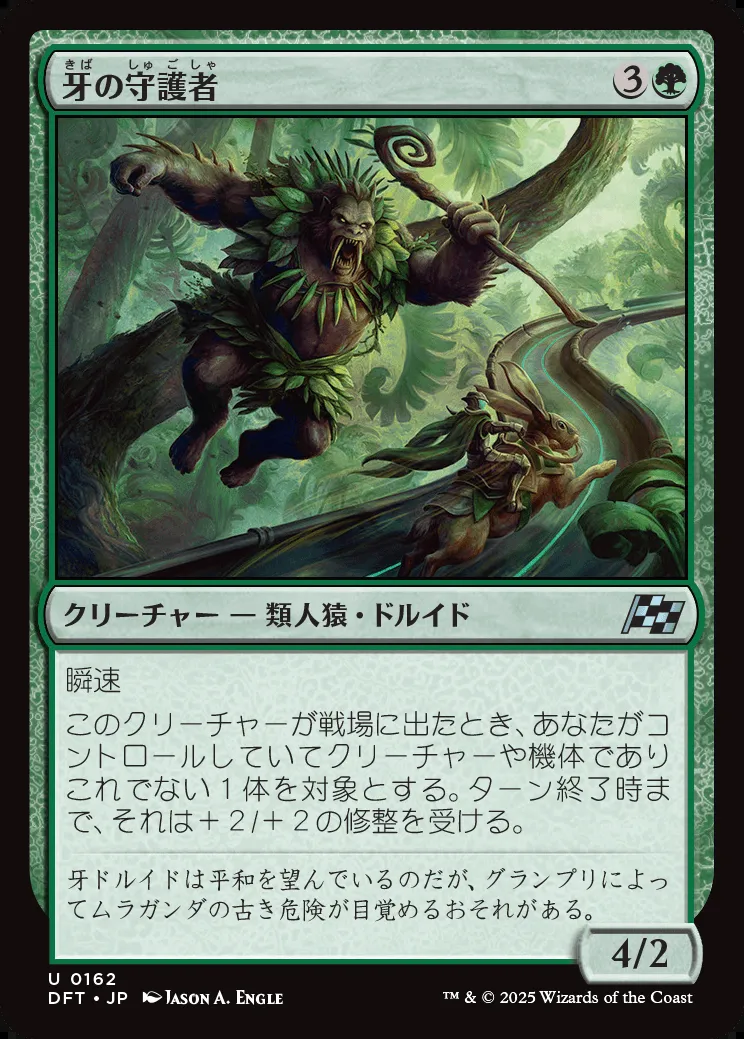 牙の守護者
きば しゅごしゃ
3
クリーチャー — 類人猿・ドルイド
瞬速
このクリーチャーが戦場に出たとき、あなたがコ
ントロールしていてクリーチャーや機体であり
これでない１体を対象とする。ターン終了時ま
で、それは＋２/＋２の修整を受ける。
牙ドルイドは平和を望んでいるのだが、グランプリによっ
てムラガンダの古き危険が目覚めるおそれがある。
4/2
U 0162
DFT • JP JASON A. ENGLE
™ & © 2025 Wizards of the Coast